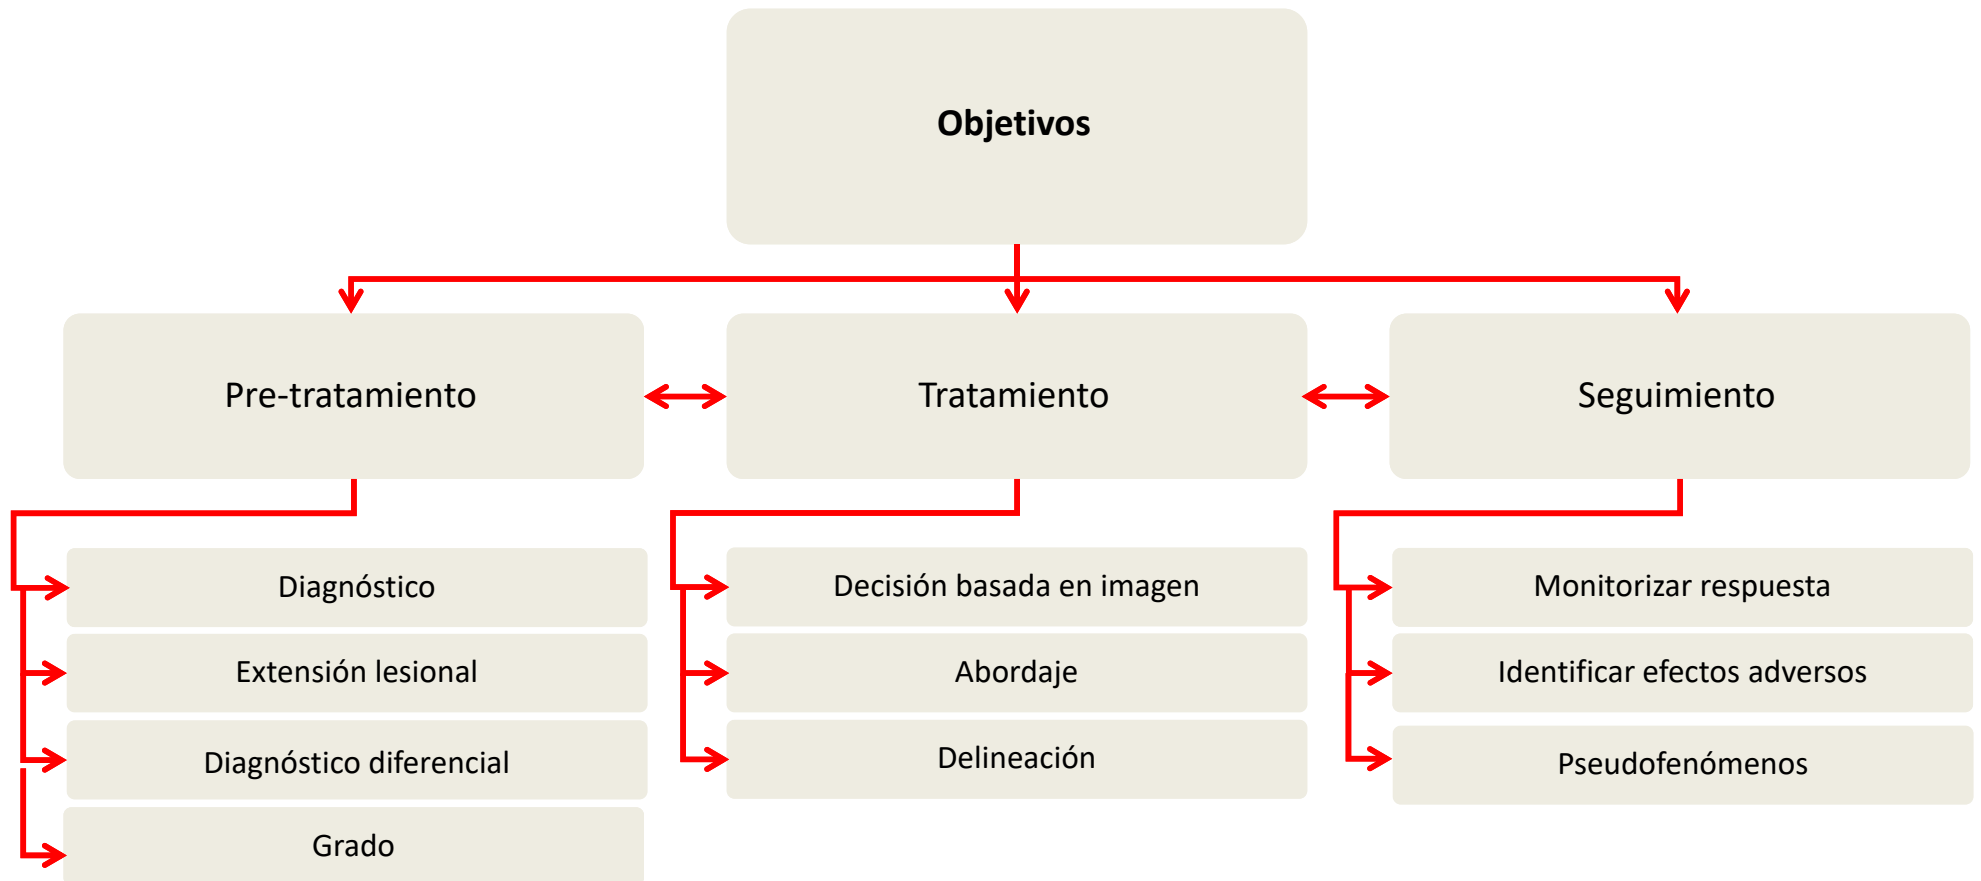 Objetivos
Pre-tratamiento
Tratamiento
Seguimiento
Diagnóstico
Extensión lesional
Diagnóstico diferencial
Grado
Decisión basada en imagen
Abordaje
Delineación
Monitorizar respuesta
Identificar efectos adversos
Pseudofenómenos